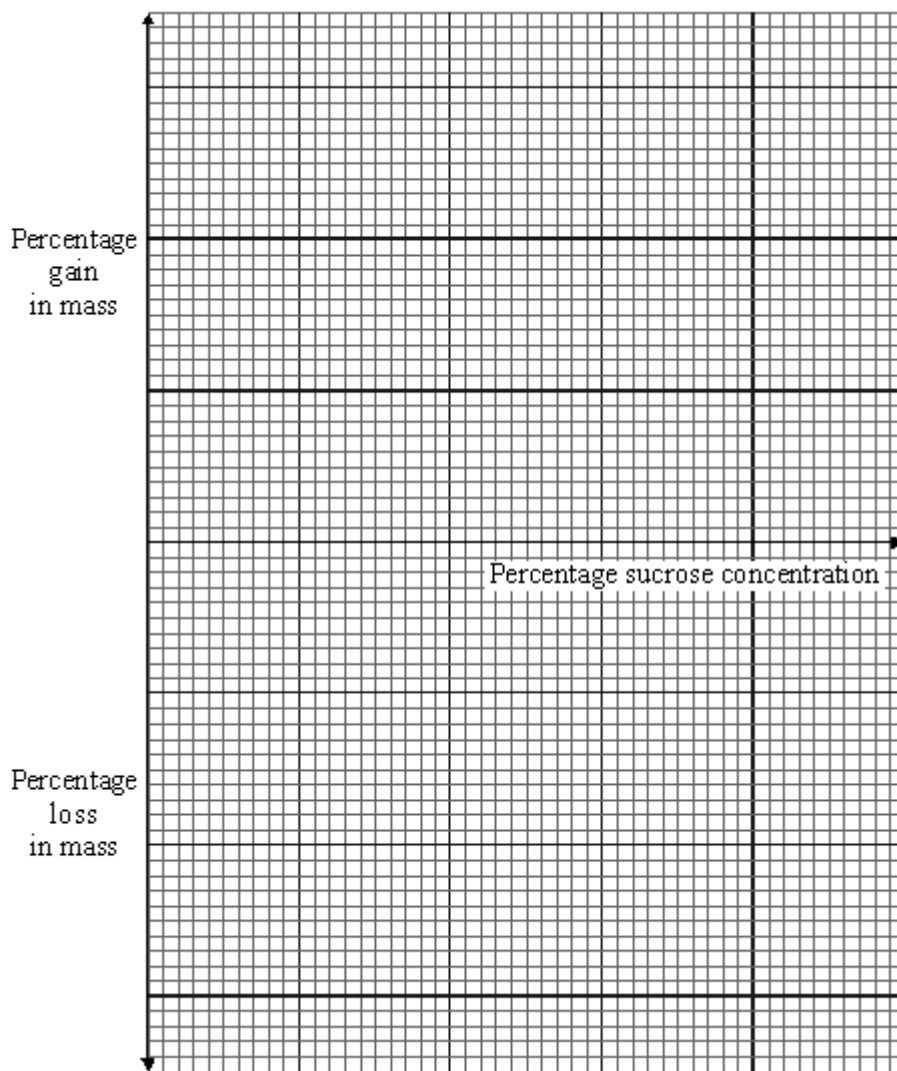 Percentage
gain
in mass
Percentage sucrose concentration
Percentage
loss
in mass